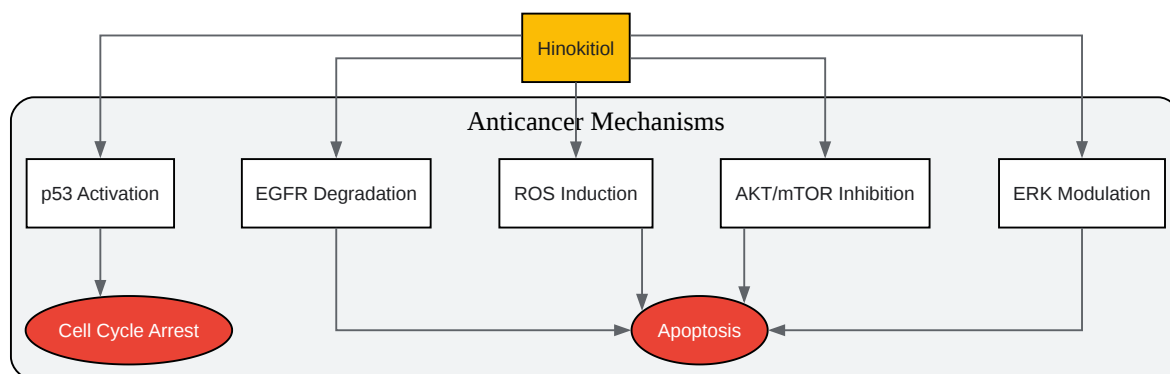 Hinokitiol
Anticancer Mechanisms
p53 Activation
EGFR Degradation
ROS Induction
AKT/mTOR Inhibition
ERK Modulation
Cell Cycle Arrest
Apoptosis